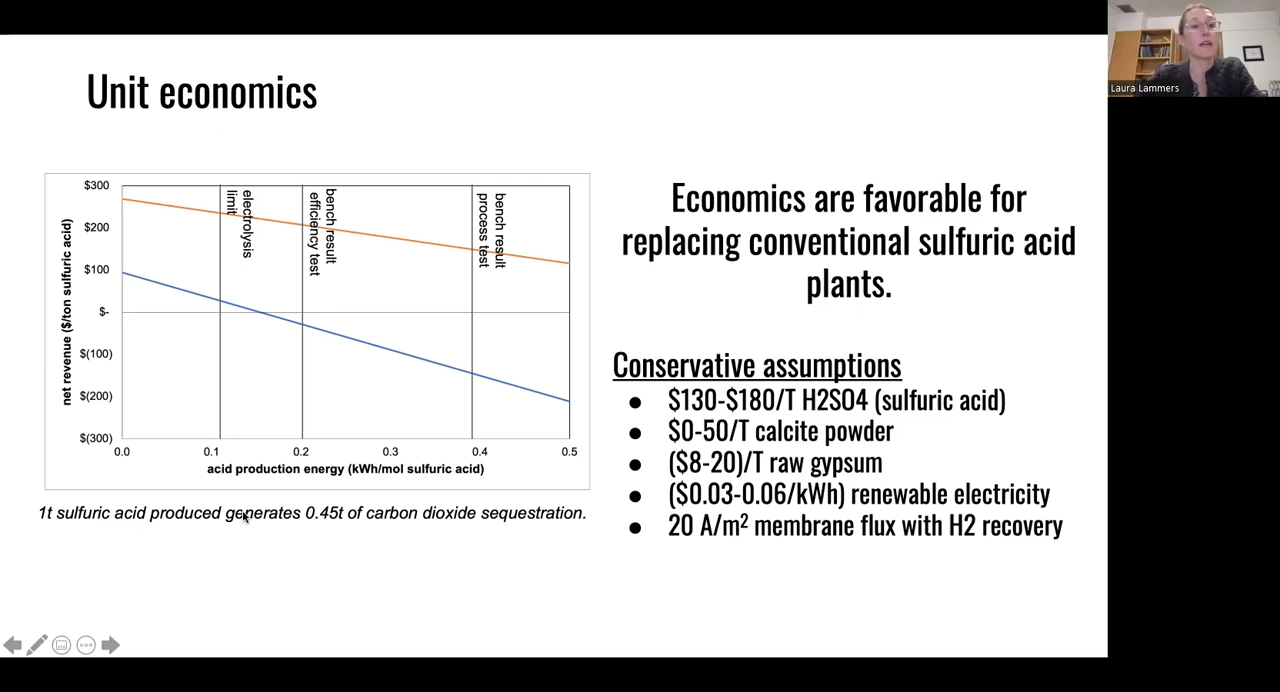 Laura Lammers
Unit economics
net revenue ($/ton sulfuric acid)
$300
$200
$100
$-
$(100)
$(200)
$(300)
electrolysis
limit
bench result
efficiency test
bench result
process test
0.0 0.1 0.2 0.3 0.4 0.5
acid production energy (kWh/mol sulfuric acid)
1t sulfuric acid produced generates 0.45t of carbon dioxide sequestration.
Economics are favorable for
replacing conventional sulfuric acid
plants.
Conservative assumptions
● $130-$180/T H2SO4 (sulfuric acid)
● $0-50/T calcite powder
● ($8-20)/T raw gypsum
● ($0.03-0.06/kWh) renewable electricity
● 20 A/m² membrane flux with H2 recovery